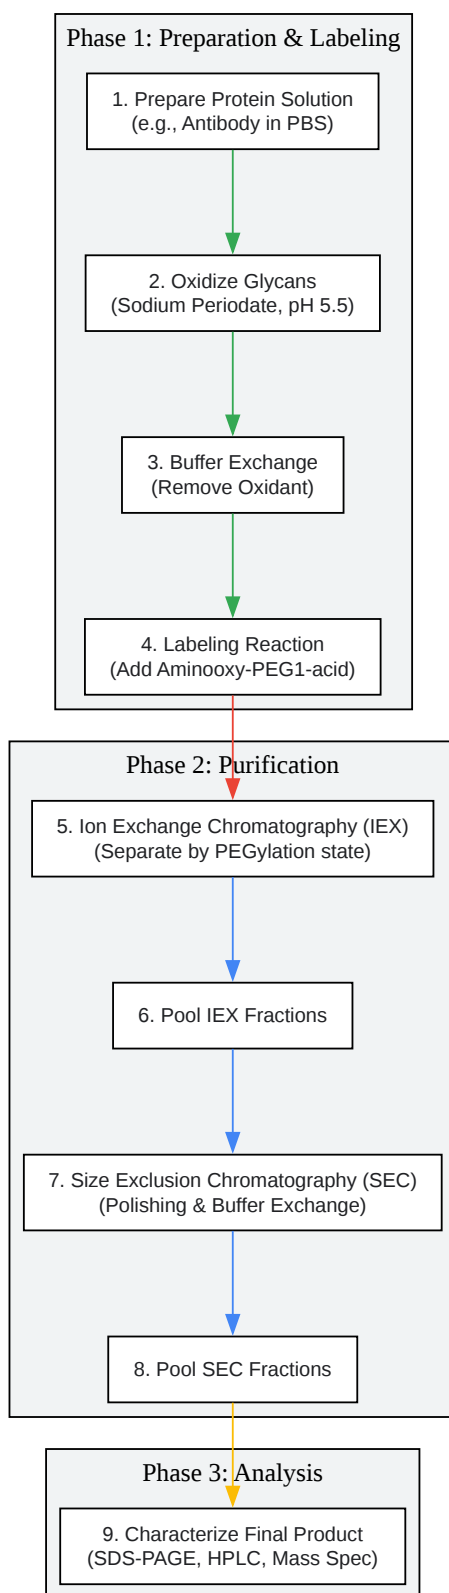 Phase 1: Preparation & Labeling
1. Prepare Protein Solution
(e.g., Antibody in PBS)
2. Oxidize Glycans
(Sodium Periodate, pH 5.5)
3. Buffer Exchange
(Remove Oxidant)
4. Labeling Reaction
(Add Aminooxy-PEG1-acid)
Phase 2: Purification
5. Ion Exchange Chromatography (IEX)
(Separate by PEGylation state)
6. Pool IEX Fractions
7. Size Exclusion Chromatography (SEC)
(Polishing & Buffer Exchange)
8. Pool SEC Fractions
Phase 3: Analysis
9. Characterize Final Product
(SDS-PAGE, HPLC, Mass Spec)